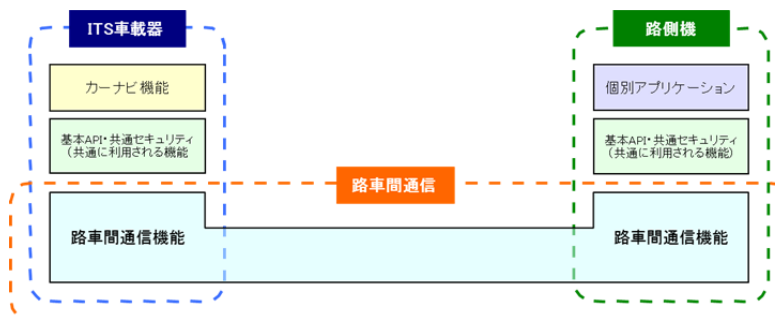 ITS車載器
路側機
カーナビ機能
個別アプリケーション
基本API・共通セキュリティ
（共通に利用される機能
基本API・共通セキュリティ
（共通に利用される機能）
路車間通信
路車間通信機能
路車間通信機能